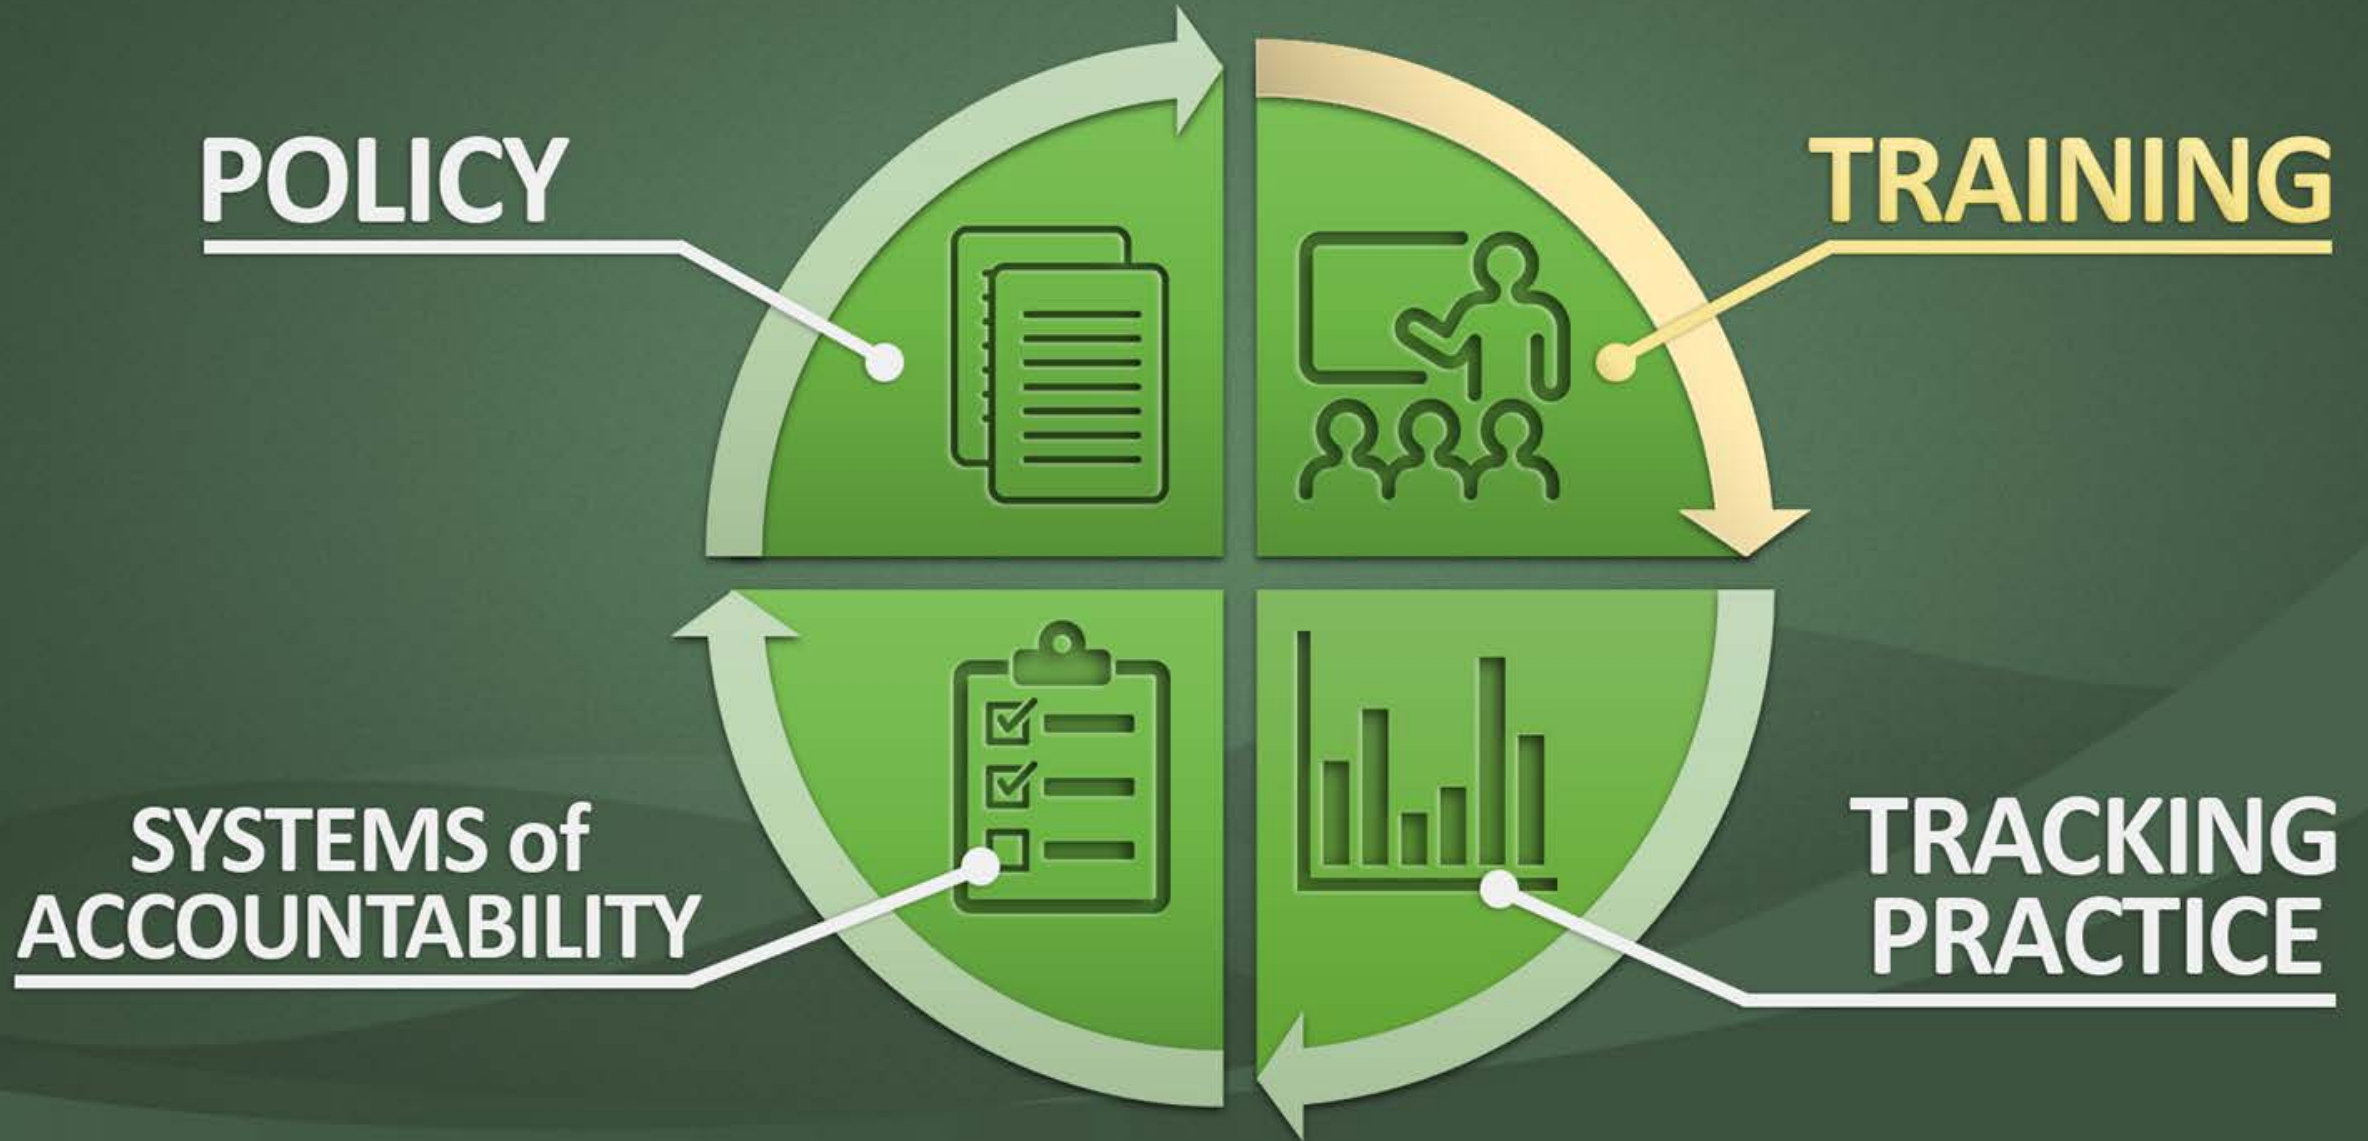 POLICY
TRAINING
SYSTEMS of
ACCOUNTABILITY
TRACKING
PRACTICE